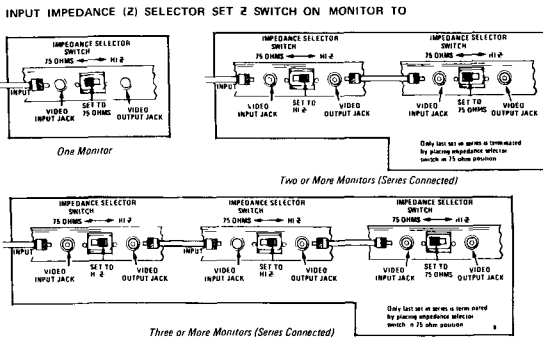 INPUT IMPEDANCE (Z) SELECTOR SET Z SWITCH ON MONITOR TO
IMPEDANCE SELECTOR
SWITCH
75 OHMS HI Z
INPUT
VIDEO
INPUT JACK
SET TO
75 OHMS
VIDEO
OUTPUT JACK
One Monitor
IMPEDANCE SELECTOR
SWITCH
75 OHMS HI Z
INPUT
VIDEO
INPUT JACK
SET TO
HI Z
VIDEO
OUTPUT JACK
IMPEDANCE SELECTOR
SWITCH
75 OHMS HI Z
VIDEO
INPUT JACK
SET TO
75 OHMS
VIDEO
OUTPUT JACK
Only last set in series is terminated
by placing impedance selector
switch in 75 ohm position
Two or More Monitors (Series Connected)
IMPEDANCE SELECTOR
SWITCH
75 OHMS HI Z
INPUT
VIDEO
INPUT JACK
SET TO
HI Z
VIDEO
OUTPUT JACK
IMPEDANCE SELECTOR
SWITCH
75 OHMS HI Z
VIDEO
INPUT JACK
SET TO
HI Z
VIDEO
OUTPUT JACK
IMPEDANCE SELECTOR
SWITCH
75 OHMS HI Z
VIDEO
INPUT JACK
SET TO
75 OHMS
VIDEO
OUTPUT JACK
Only last set in series is terminated
by placing impedance selector
switch in 75 ohm position
Three or More Monitors (Series Connected)